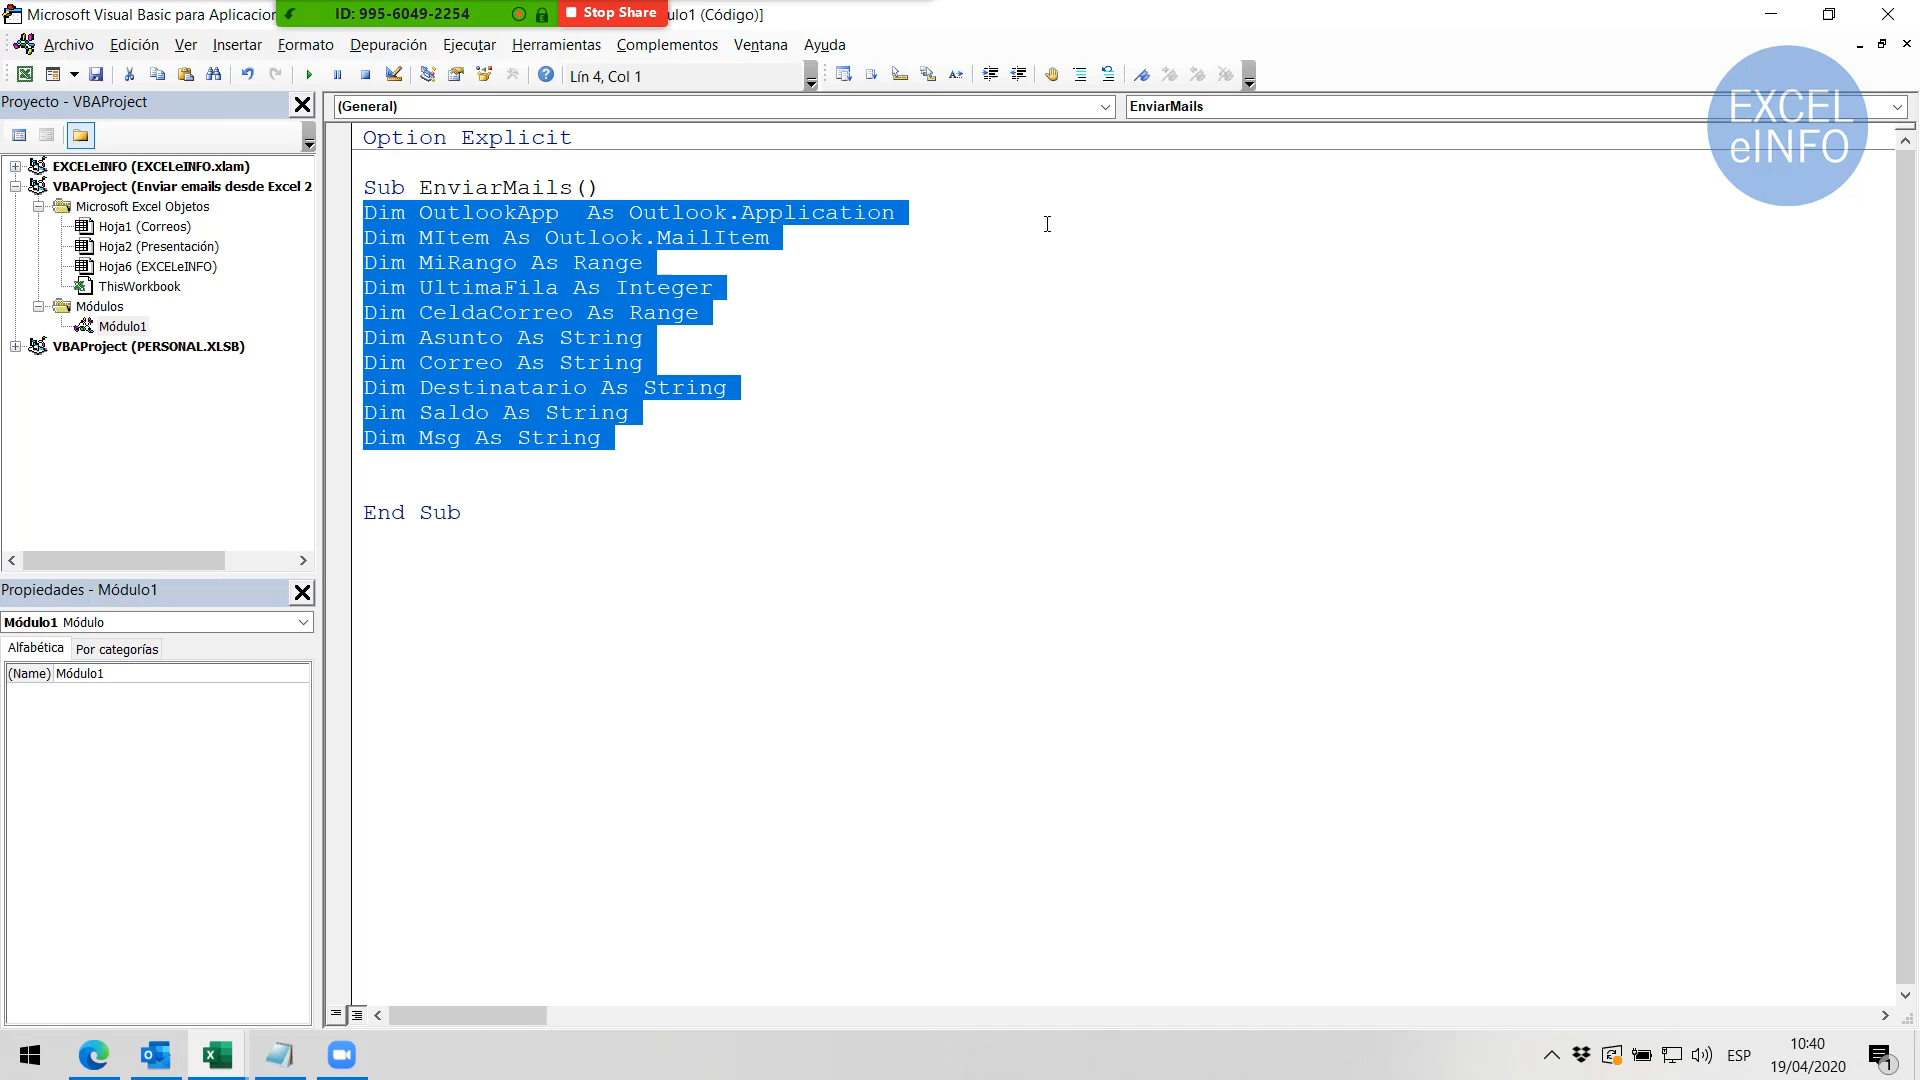 Microsoft Visual Basic para Aplicacion
ID: 995-6049-2254
Stop Share
ulo1 (Código)]
Archivo Edición Ver Insertar Formato Depuración Ejecutar Herramientas Complementos Ventana Ayuda
Lín 4, Col 1
EXCEL
eINFO
Proyecto - VBAProject
EXCELeINFO (EXCELeINFO.xlam)
VBAProject (Enviar emails desde Excel 2
Microsoft Excel Objetos
Hoja1 (Correos)
Hoja2 (Presentación)
Hoja6 (EXCELeINFO)
ThisWorkbook
Módulos
Módulo1
VBAProject (PERSONAL.XLSB)
Propiedades - Módulo1
Módulo1 Módulo
Alfabética Por categorías
(Name) Módulo1
(General) EnviarMails
Option Explicit
Sub EnviarMails()
Dim OutlookApp  As Outlook.Application
Dim MItem As Outlook.MailItem
Dim MiRango As Range
Dim UltimaFila As Integer
Dim CeldaCorreo As Range
Dim Asunto As String
Dim Correo As String
Dim Destinatario As String
Dim Saldo As String
Dim Msg As String
End Sub
ESP
10:40
19/04/2020
1